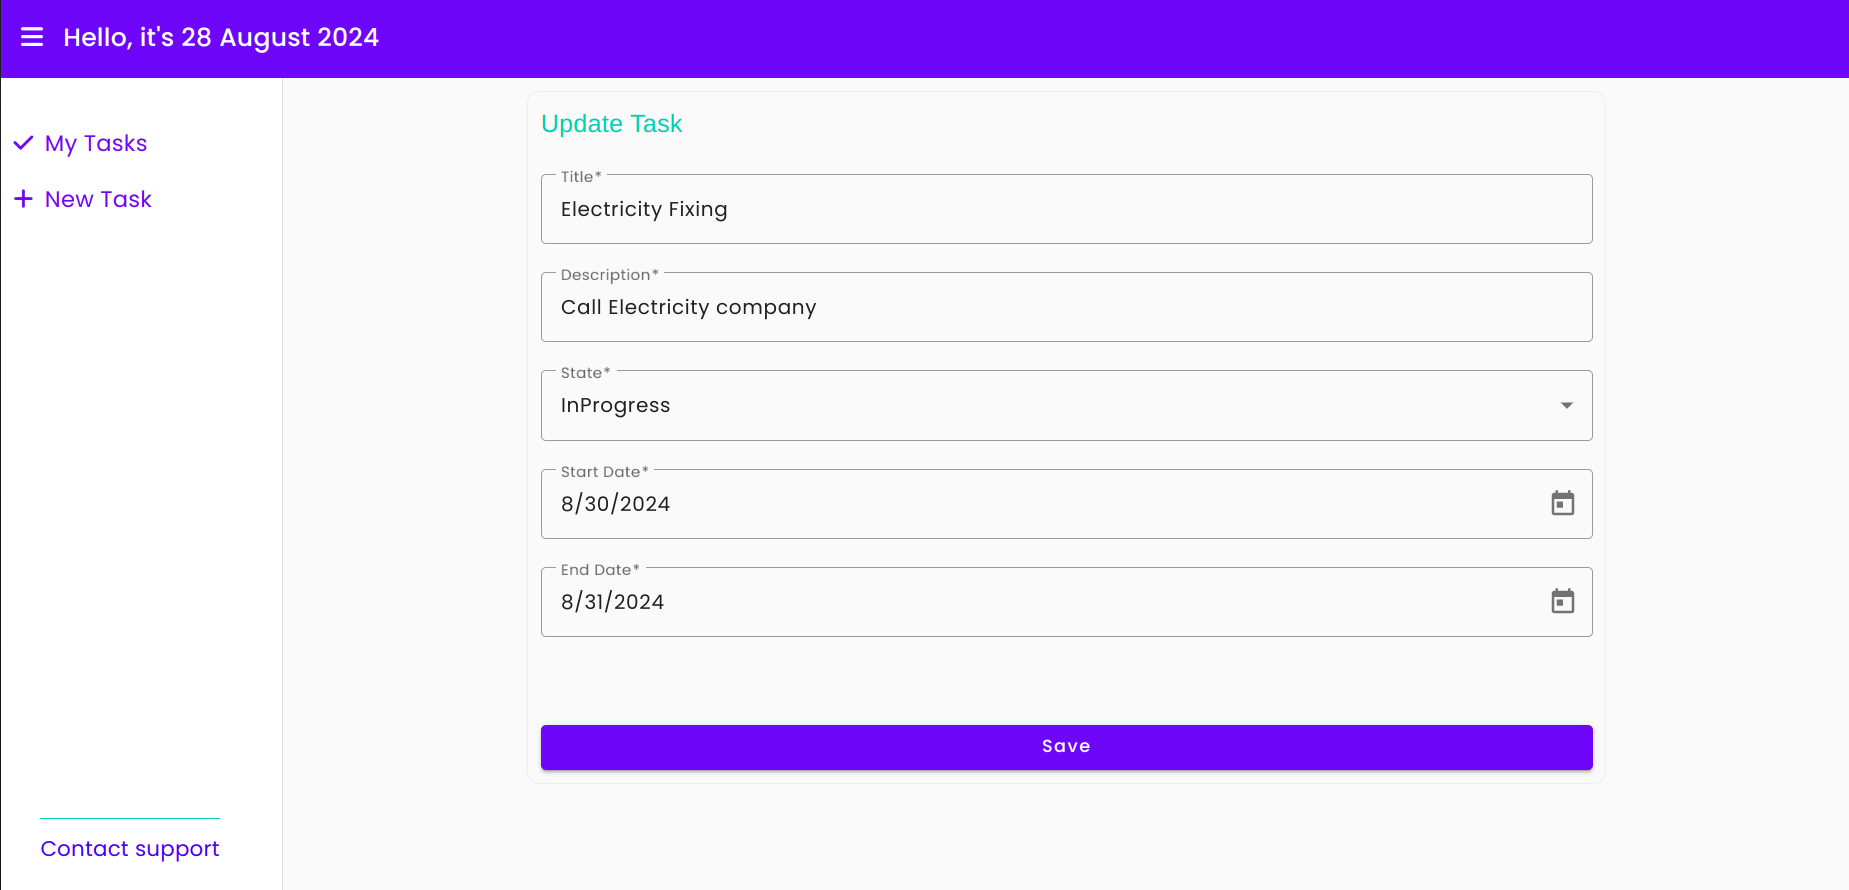 Hello, it's 28 August 2024
My Tasks
New Task
Contact support
Update Task
Title*
Electricity Fixing
Description*
Call Electricity company
State*
InProgress
Start Date*
8/30/2024
End Date*
8/31/2024
Save